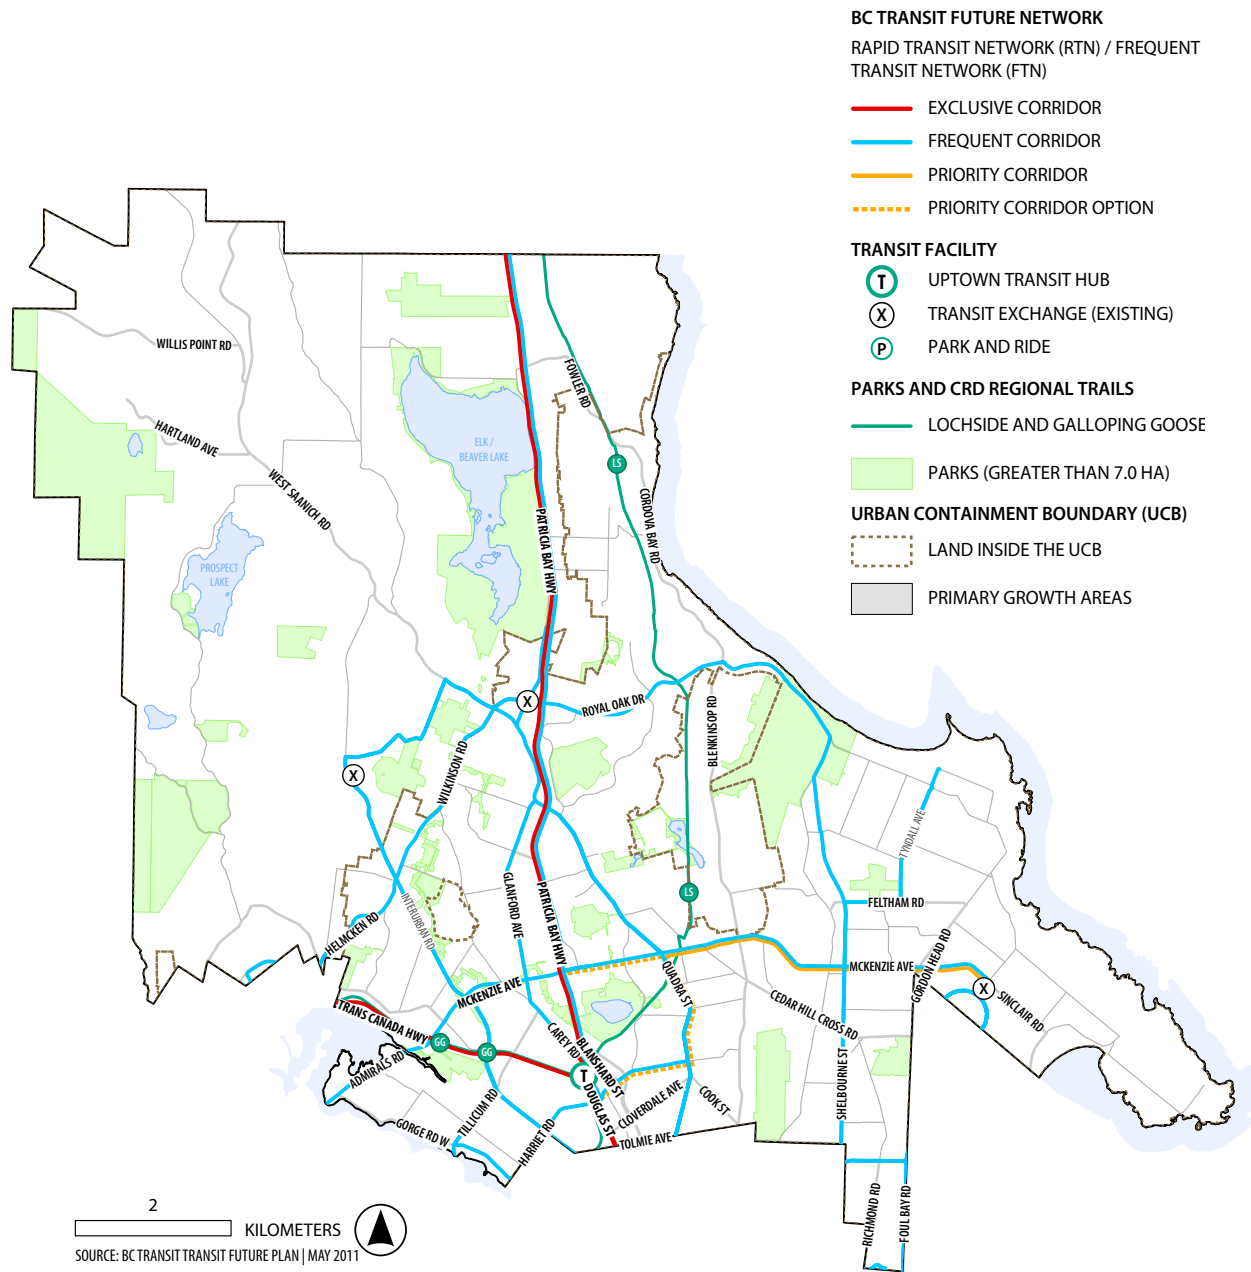 BC TRANSIT FUTURE NETWORK
RAPID TRANSIT NETWORK (RTN) / FREQUENT
TRANSIT NETWORK (FTN)
EXCLUSIVE CORRIDOR
FREQUENT CORRIDOR
PRIORITY CORRIDOR
PRIORITY CORRIDOR OPTION
TRANSIT FACILITY
T UPTOWN TRANSIT HUB
X TRANSIT EXCHANGE (EXISTING)
P PARK AND RIDE
PARKS AND CRD REGIONAL TRAILS
LOCHSIDE AND GALLOPING GOOSE
PARKS (GREATER THAN 7.0 HA)
URBAN CONTAINMENT BOUNDARY (UCB)
LAND INSIDE THE UCB
PRIMARY GROWTH AREAS
WILLIS POINT RD
FOWLER RD
HARTLAND AVE
ELK /
BEAVER LAKE
LS
WEST SAANICH RD
CORDOVA BAY RD
PATRICIA BAY HWY
PROSPECT
LAKE
X
ROYAL OAK DR
BLENKINSOP RD
X
WILKINSON RD
TYNDALL AVE
LS
GLANFORD AVE
PATRICIA BAY HWY
INTERURBAN RD
HELMCKEN RD
FELTHAM RD
GORDON HEAD RD
MCKENZIE AVE
MCKENZIE AVE
QUADRA ST
X
SINCLAIR RD
CEDAR HILL CROSS RD
TRANS CANADA HWY
GG
GG
CAREY RD
BLANSHARD ST
ADMIRALS RD
T
DOUGLAS ST
CLOVERDALE AVE
COOK ST
SHELBOURNE ST
TILLICUM RD
GORGE RD W
HARRIET RD
TOLMIE AVE
RICHMOND RD
FOUL BAY RD
2
KILOMETERS
SOURCE: BC TRANSIT TRANSIT FUTURE PLAN | MAY 2011